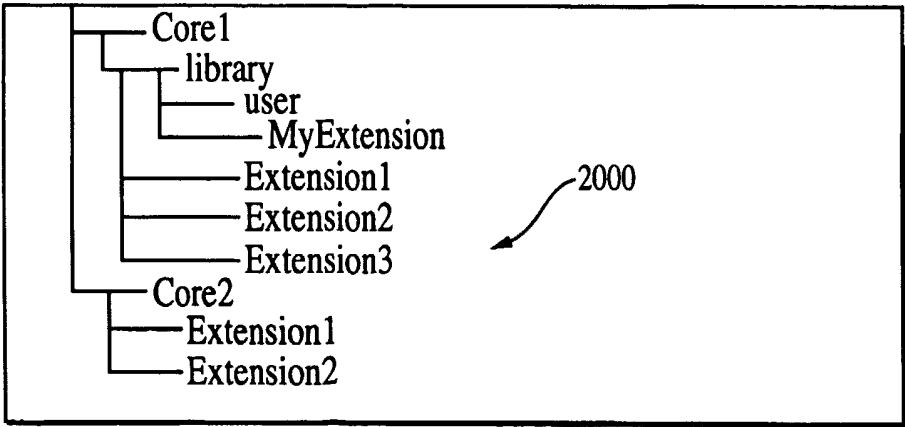 Core1
library
user
MyExtension
Extension1
2000
Extension2
Extension3
Core2
Extension1
Extension2